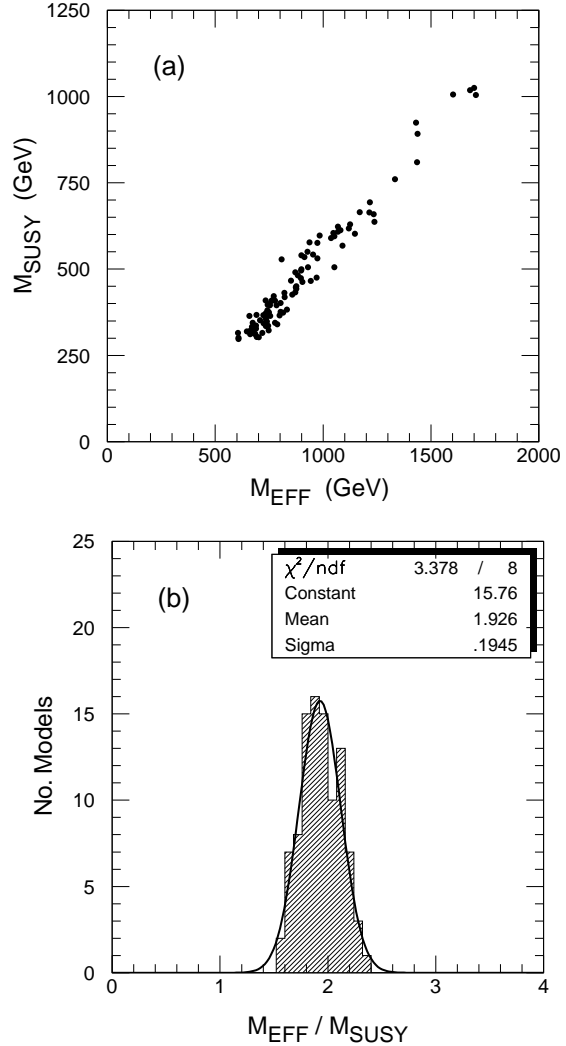 1250
1000
750
500
250
0
M_SUSY (GeV)
(a)
0 500 1000 1500 2000
M_EFF (GeV)
25
20
15
10
5
0
No. Models
(b)
χ²/ndf 3.378 / 8
Constant 15.76
Mean 1.926
Sigma .1945
0 1 2 3 4
M_EFF / M_SUSY